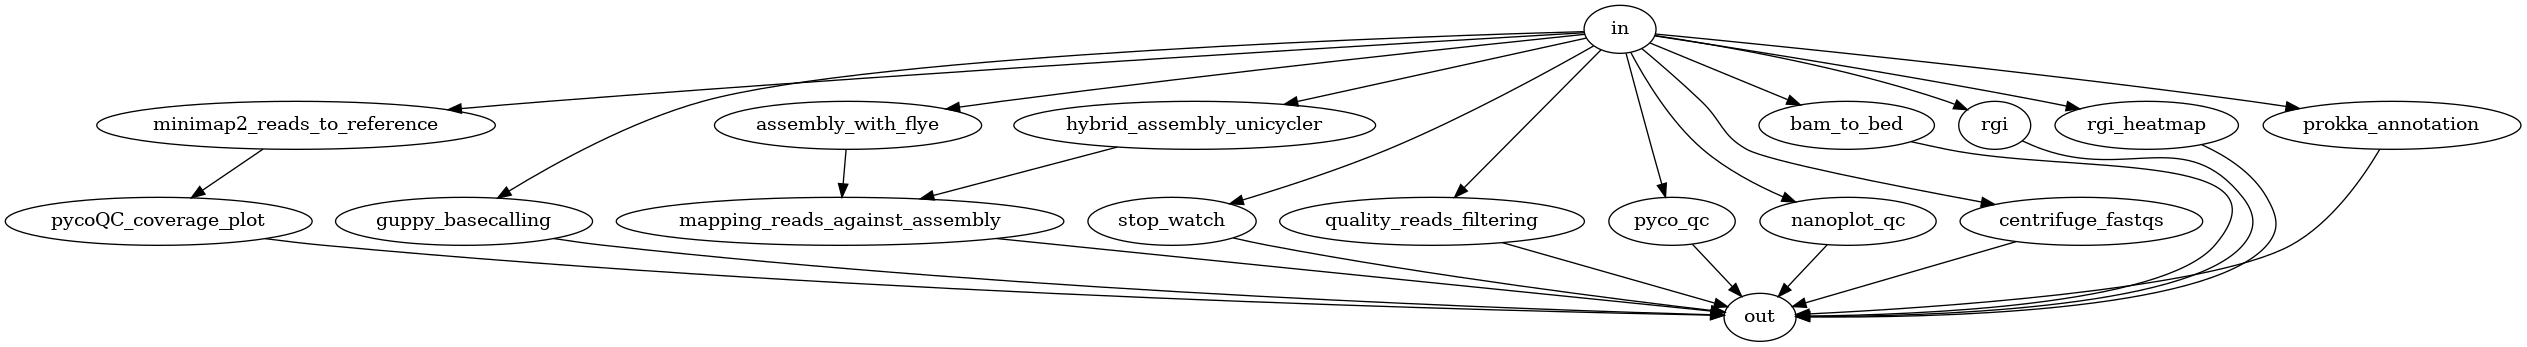 in
minimap2_reads_to_reference
assembly_with_flye
hybrid_assembly_unicycler
bam_to_bed
rgi
rgi_heatmap
prokka_annotation
pycoQC_coverage_plot
guppy_basecalling
mapping_reads_against_assembly
stop_watch
quality_reads_filtering
pyco_qc
nanoplot_qc
centrifuge_fastqs
out